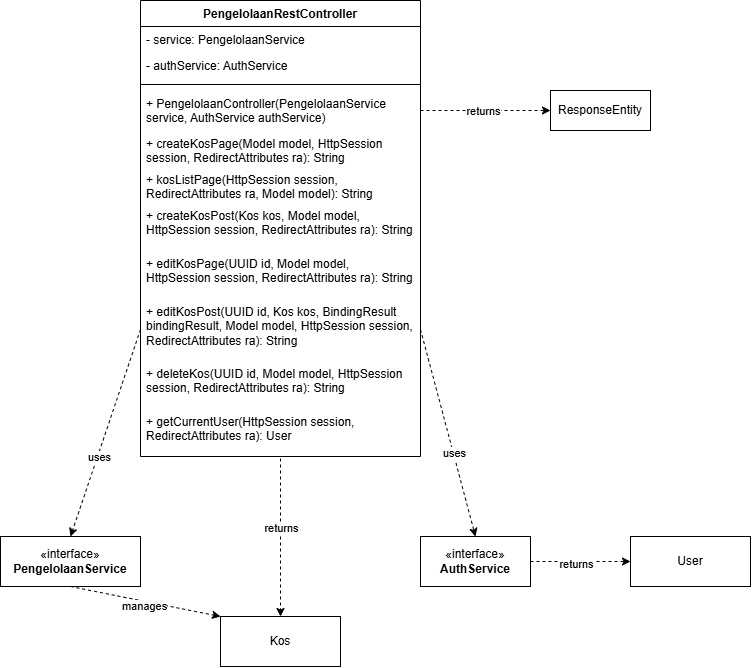 PengelolaanRestController
- service: PengelolaanService
- authService: AuthService
+ PengelolaanController(PengelolaanService
service, AuthService authService)
+ createKosPage(Model model, HttpSession
session, RedirectAttributes ra): String
+ kosListPage(HttpSession session,
RedirectAttributes ra, Model model): String
+ createKosPost(Kos kos, Model model,
HttpSession session, RedirectAttributes ra): String
+ editKosPage(UUID id, Model model,
HttpSession session, RedirectAttributes ra): String
+ editKosPost(UUID id, Kos kos, BindingResult
bindingResult, Model model, HttpSession session,
RedirectAttributes ra): String
+ deleteKos(UUID id, Model model, HttpSession
session, RedirectAttributes ra): String
+ getCurrentUser(HttpSession session,
RedirectAttributes ra): User
returns
ResponseEntity
uses
uses
returns
«interface»
PengelolaanService
«interface»
AuthService
returns
User
manages
Kos